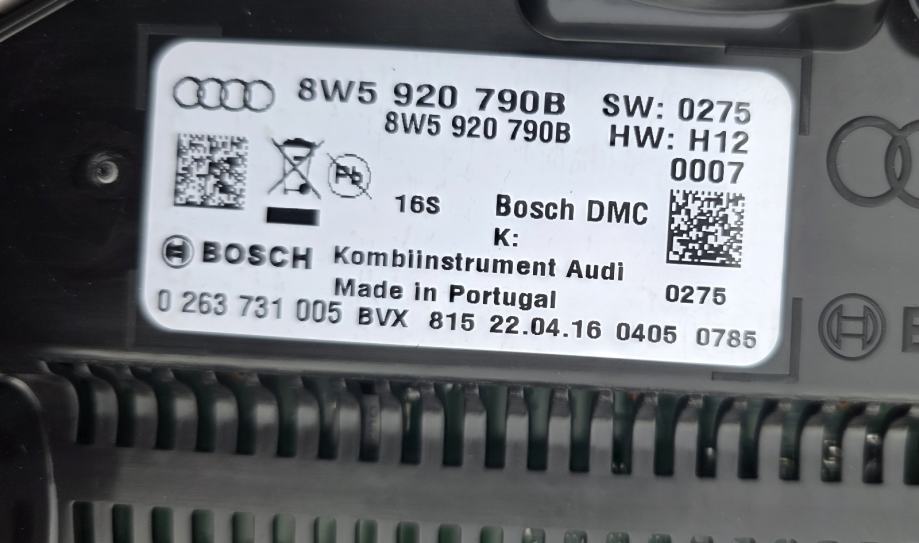 8W5 920 790B SW: 0275
8W5 920 790B HW: H12
0007
Pb
16S Bosch DMC
K:
BOSCH Kombiinstrument Audi
Made in Portugal 0275
0 263 731 005 BVX 815 22.04.16 0405 0785